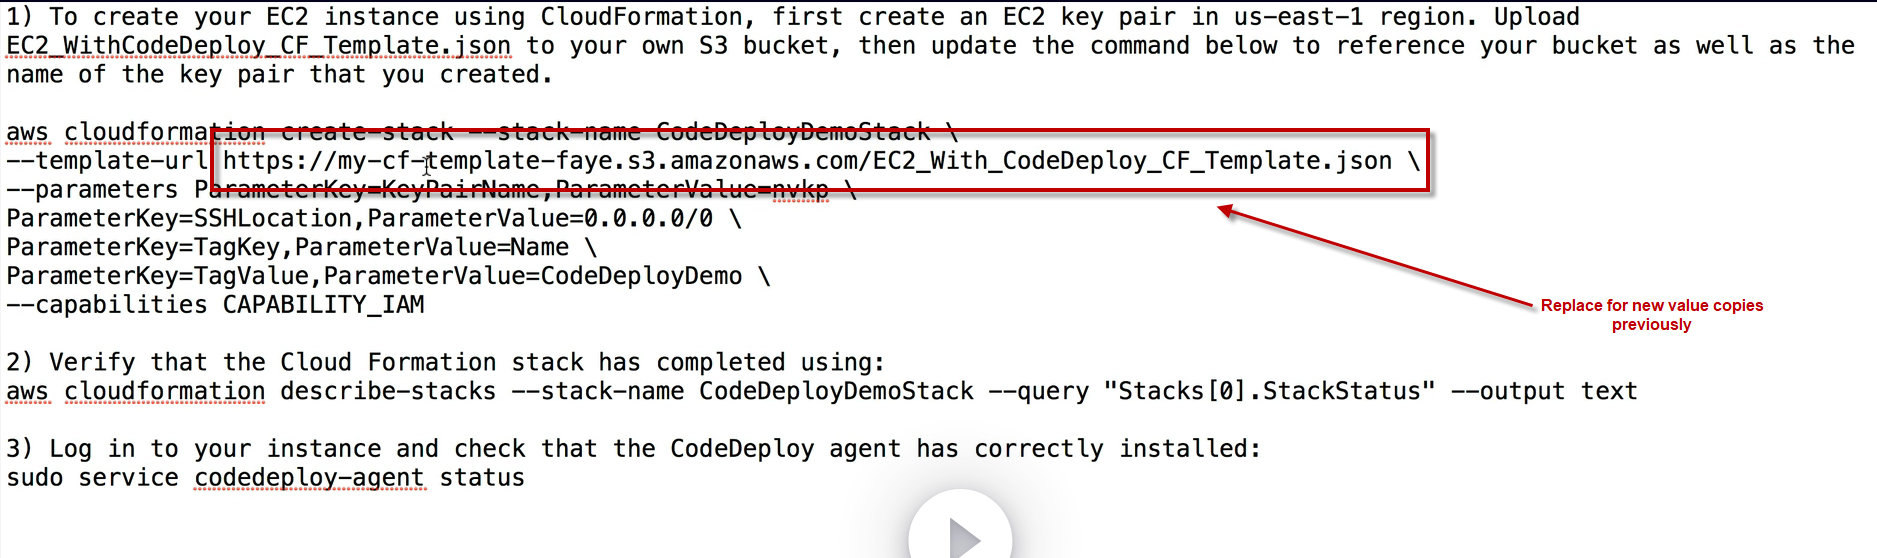 1) To create your EC2 instance using CloudFormation, first create an EC2 key pair in us-east-1 region. Upload
EC2_WithCodeDeploy_CF_Template.json to your own S3 bucket, then update the command below to reference your bucket as well as the
name of the key pair that you created.
aws cloudformation create-stack --stack-name CodeDeployDemoStack \
--template-url https://my-cf-template-faye.s3.amazonaws.com/EC2_With_CodeDeploy_CF_Template.json \
--parameters ParameterKey=KeyPairName,ParameterValue=nvkp \
ParameterKey=SSHLocation,ParameterValue=0.0.0.0/0 \
ParameterKey=TagKey,ParameterValue=Name \
ParameterKey=TagValue,ParameterValue=CodeDeployDemo \
--capabilities CAPABILITY_IAM
Replace for new value copies
previously
2) Verify that the Cloud Formation stack has completed using:
aws cloudformation describe-stacks --stack-name CodeDeployDemoStack --query "Stacks[0].StackStatus" --output text
3) Log in to your instance and check that the CodeDeploy agent has correctly installed:
sudo service codedeploy-agent status